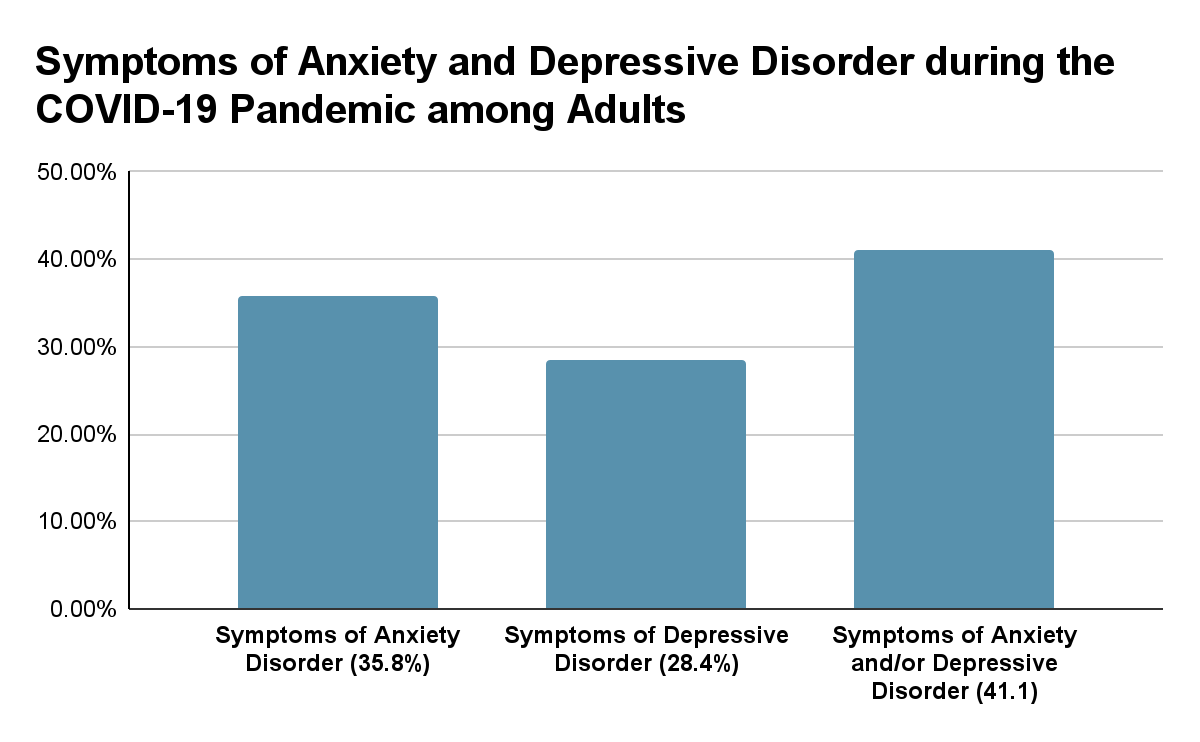 Symptoms of Anxiety and Depressive Disorder during the
COVID-19 Pandemic among Adults
50.00%
40.00%
30.00%
20.00%
10.00%
0.00%
Symptoms of Anxiety
Disorder (35.8%)
Symptoms of Depressive
Disorder (28.4%)
Symptoms of Anxiety
and/or Depressive
Disorder (41.1)